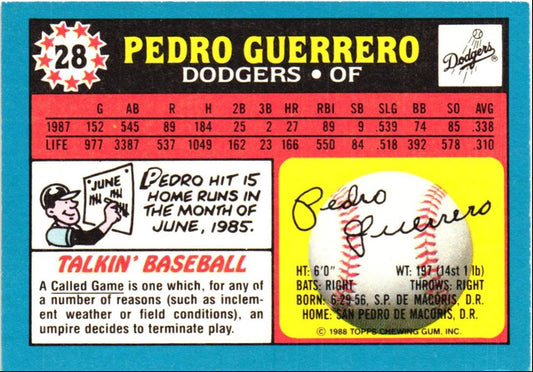 28
PEDRO GUERRERO
DODGERS • OF
Dodgers ®
G AB R H 2B 3B HR RBI SB SLG BB SO AVG
1987 152 545 89 184 25 2 27 89 9 .539 74 85 .338
LIFE 977 3387 537 1049 162 23 166 550 84 .518 392 578 .310
JUNE
PEDRO HIT 15
HOME RUNS IN
THE MONTH OF
JUNE, 1985.
TALKIN' BASEBALL
A Called Game is one which, for any of
a number of reasons (such as inclem-
ent weather or field conditions), an
umpire decides to terminate play.
Pedro
Guerrero
HT: 6'0" WT: 197 (14st 1 lb)
BATS: RIGHT THROWS: RIGHT
BORN: 6-29-56, S.P. DE MACORIS, D.R.
HOME: SAN PEDRO DE MACORIS, D.R.
© 1988 TOPPS CHEWING GUM, INC.